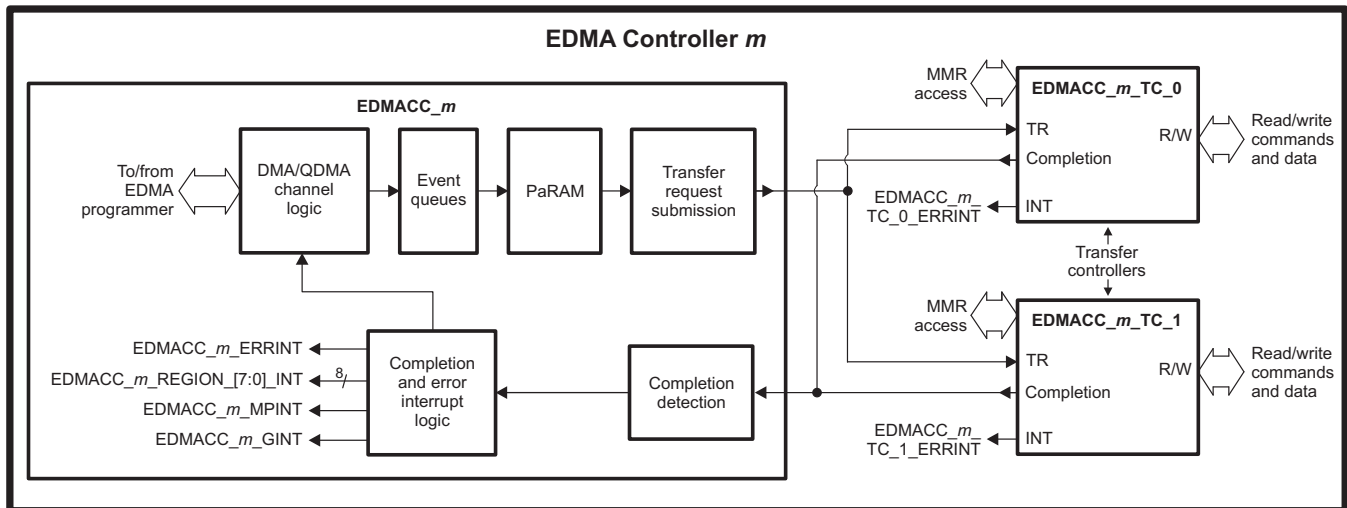 EDMA Controller m
EDMACC_m
To/from
EDMA
programmer
DMA/QDMA
channel
logic
Event
queues
PaRAM
Transfer
request
submission
EDMACC_m_ERRINT
EDMACC_m_REGION_[7:0]_INT
8/
EDMACC_m_MPINT
EDMACC_m_GINT
Completion
and error
interrupt
logic
Completion
detection
MMR
access
EDMACC_m_TC_0
TR
R/W
Completion
INT
EDMACC_m_
TC_0_ERRINT
Read/write
commands
and data
Transfer
controllers
MMR
access
EDMACC_m_TC_1
TR
R/W
Completion
INT
EDMACC_m_
TC_1_ERRINT
Read/write
commands
and data